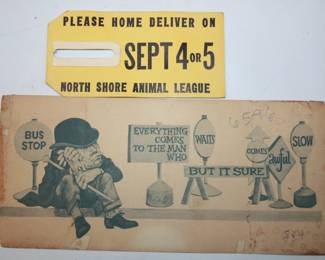 PLEASE HOME DELIVER ON
SEPT 4 OR 5
NORTH SHORE ANIMAL LEAGUE
BUS STOP
EVERYTHING
COMES
TO THE MAN
WHO
WAITS
BUT IT SURE
COMES
awful
SLOW